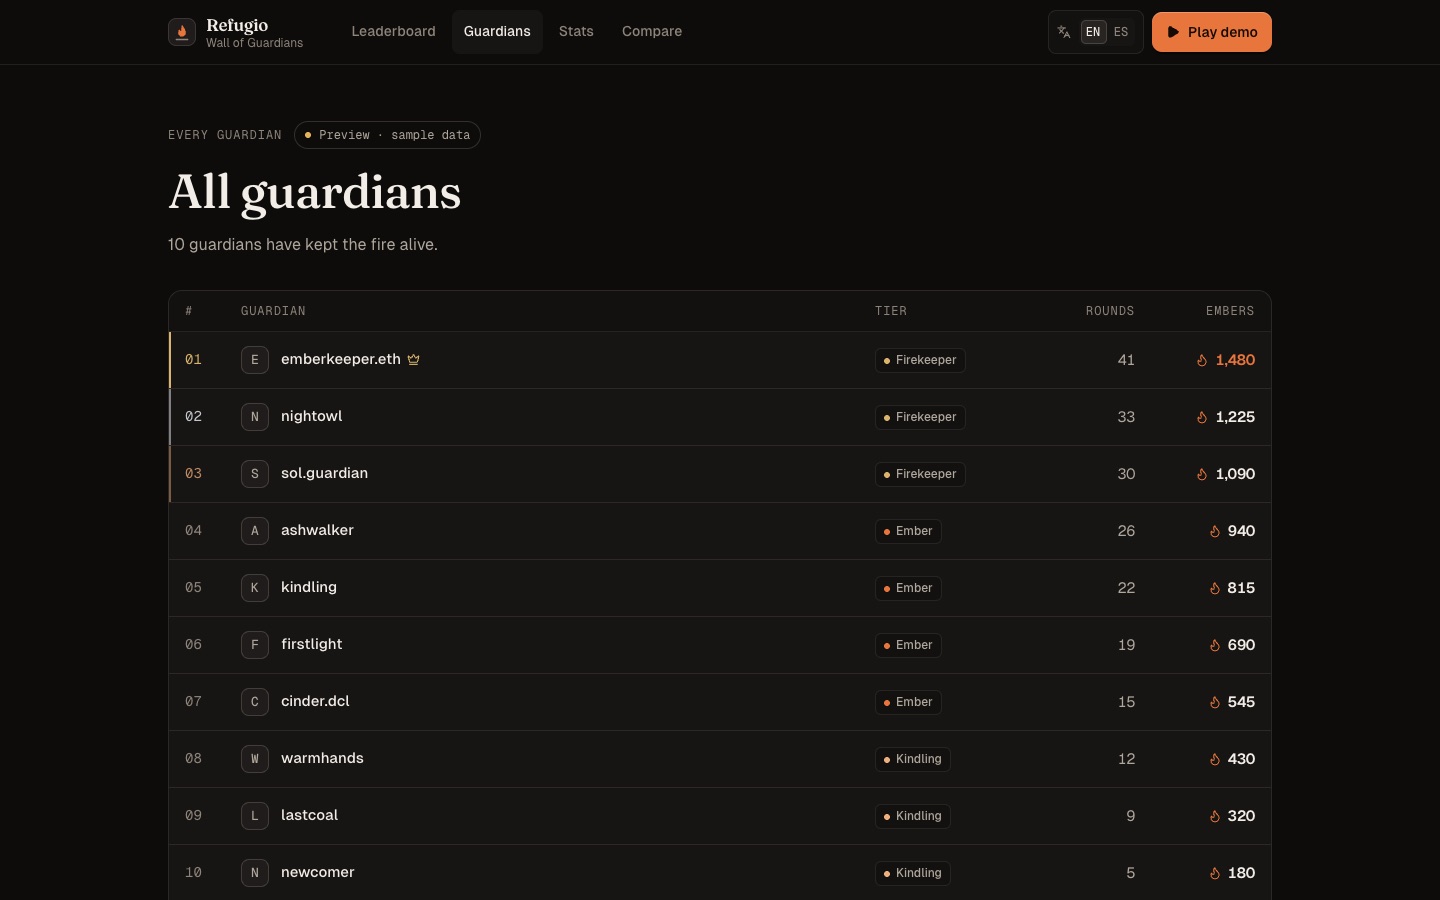 Refugio
Wall of Guardians
Leaderboard Guardians Stats Compare
EN ES
Play demo
EVERY GUARDIAN
Preview · sample data
All guardians
10 guardians have kept the fire alive.
# GUARDIAN TIER ROUNDS EMBERS
01 E emberkeeper.eth Firekeeper 41 1,480
02 N nightowl Firekeeper 33 1,225
03 S sol.guardian Firekeeper 30 1,090
04 A ashwalker Ember 26 940
05 K kindling Ember 22 815
06 F firstlight Ember 19 690
07 C cinder.dcl Ember 15 545
08 W warmhands Kindling 12 430
09 L lastcoal Kindling 9 320
10 N newcomer Kindling 5 180